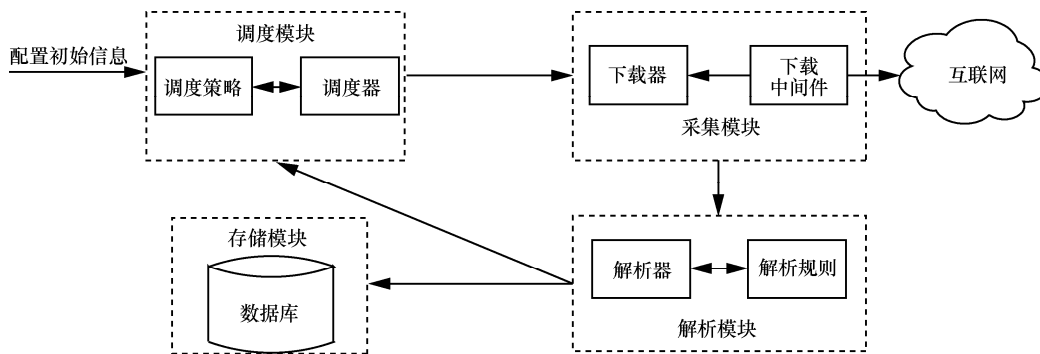 配置初始信息
调度模块
调度策略
调度器
下载器
下载
中间件
采集模块
互联网
存储模块
数据库
解析器
解析规则
解析模块